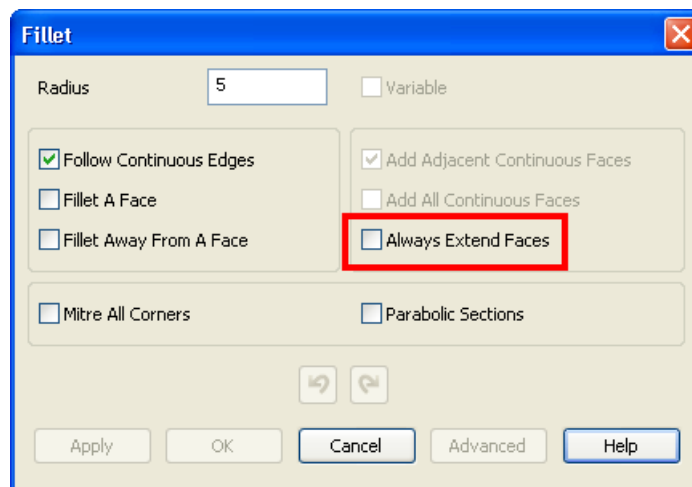 Fillet
Radius 5 Variable
Follow Continuous Edges
Fillet A Face
Fillet Away From A Face
Add Adjacent Continuous Faces
Add All Continuous Faces
Always Extend Faces
Mitre All Corners Parabolic Sections
Apply OK Cancel Advanced Help